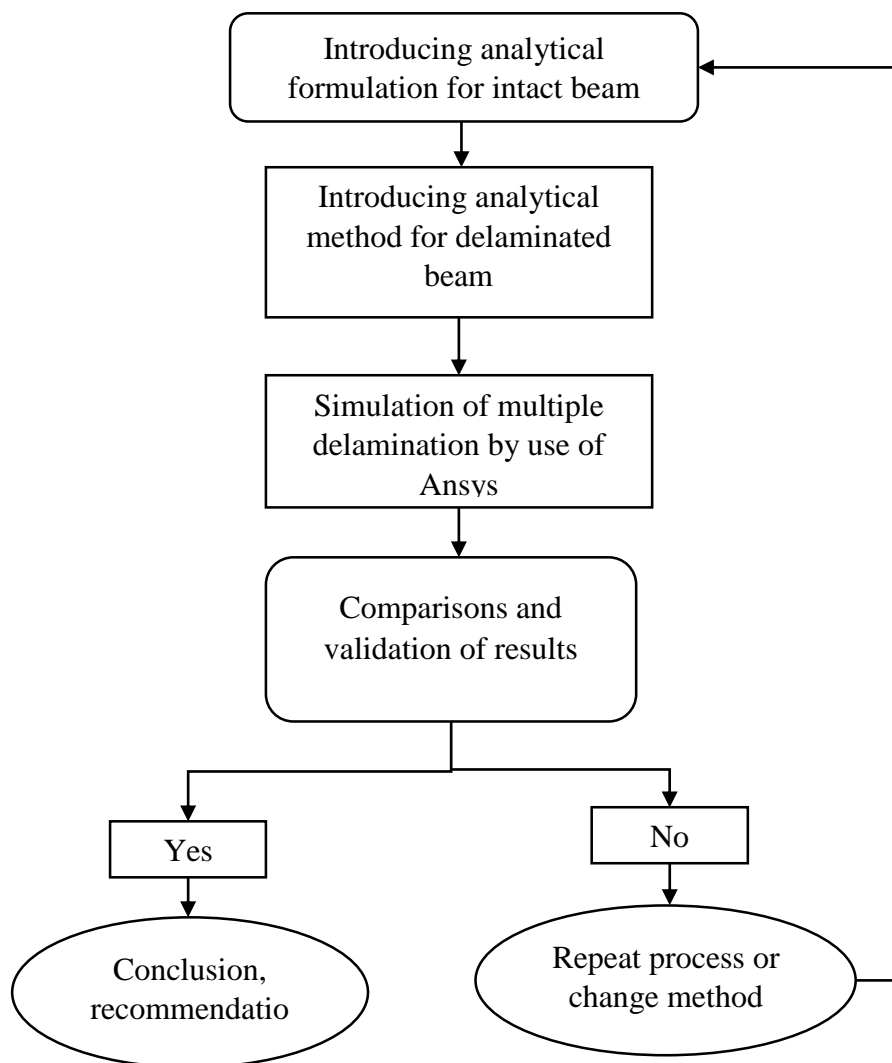 Introducing analytical
formulation for intact beam
Introducing analytical
method for delaminated
beam
Simulation of multiple
delamination by use of
Ansys
Comparisons and
validation of results
Yes
No
Conclusion,
recommendatio
Repeat process or
change method